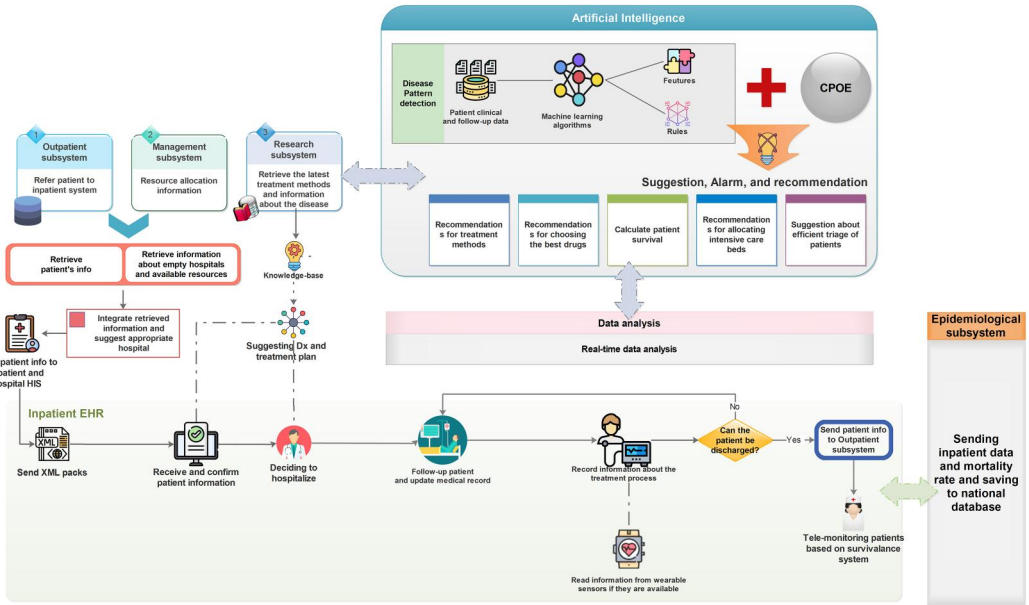 Artificial Intelligence
Disease
Pattern
detection
Patient clinical
and follow-up data
Machine learning
algorithms
Feutures
Rules
CPOE
Suggestion, Alarm, and recommendation
Recommendation
s for treatment
methods
Recommendation
s for choosing
the best drugs
Calculate patient
survival
Recommendation
s for allocating
intensive care
beds
Suggestion about
efficient triage of
patients
1
Outpatient
subsystem
Refer patient to
inpatient system
2
Management
subsystem
Resource allocation
information
3
Research
subsystem
Retrieve the latest
treatment methods
and information
about the disease
Retrieve
patient's info
Retrieve information
about empty hospitals
and available resources
Knowledge-base
Integrate retrieved
information and
suggest appropriate
hospital
Suggesting Dx and
treatment plan
patient info to
patient and
ospital HIS
Data analysis
Real-time data analysis
Epidemiological
subsystem
Sending
inpatient data
and mortality
rate and saving
to national
database
Inpatient EHR
XML
Send XML packs
Receive and confirm
patient information
Deciding to
hospitalize
Follow-up patient
and update medical record
Record information about the
treatment process
No
Can the
patient be
discharged?
Yes
Send patient info
to Outpatient
subsystem
Tele-monitoring patients
based on survivalance
system
Read information from wearable
sensors if they are available